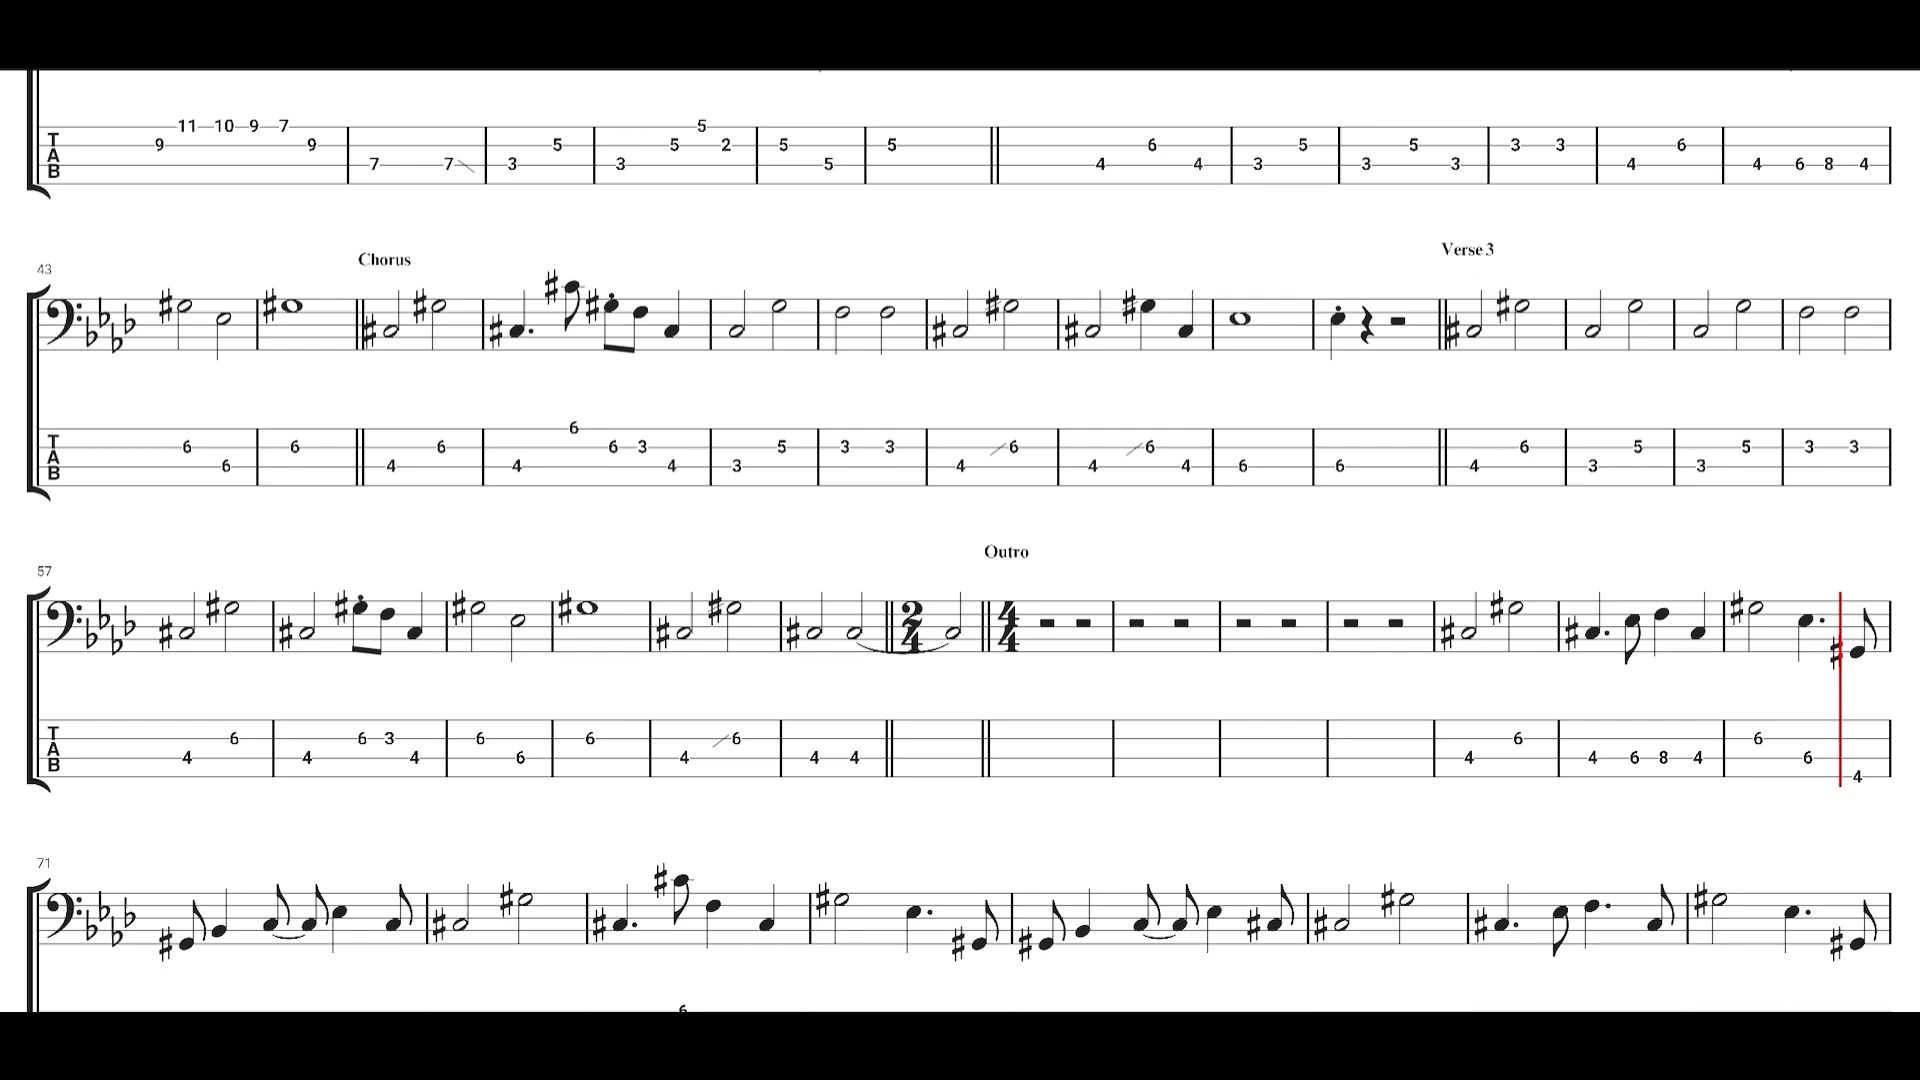 11 10 9 7 5
T 9 9 5 5 2 5 5 6 5 5 3 3 6
A 7 7 3 3 5 4 4 3 3 3 4 4 6 8 4
B
Verse 3
Chorus
43
6
T 6 6 6 6 3 5 3 3 6 6 6 5 5 3 3
A 6 4 4 4 3 4 4 4 6 6 4 3 3
B
Outro
57
2 4
4 4
T 6 6 3 6 6 6 6 6
A 4 4 4 6 4 4 4 4 4 6 8 4 6
B 4
71
6